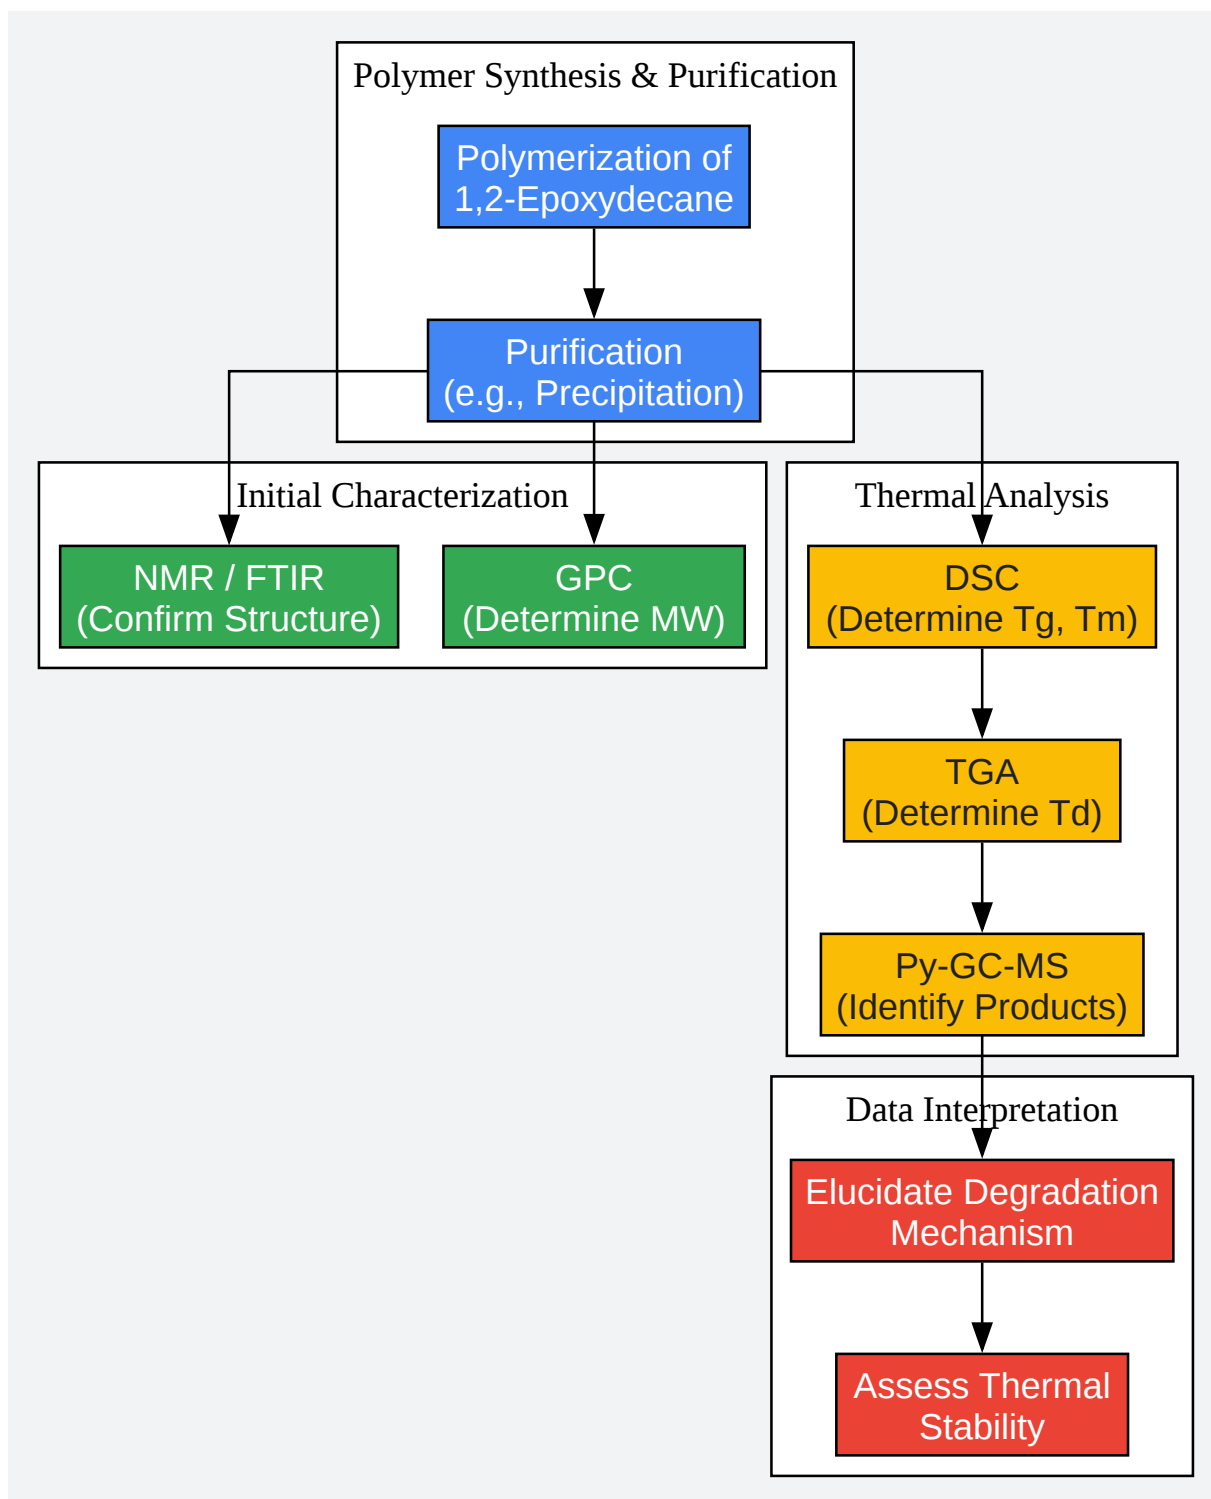 Polymer Synthesis & Purification
Polymerization of
1,2-Epoxydecane
Purification
(e.g., Precipitation)
Initial Characterization
NMR / FTIR
(Confirm Structure)
GPC
(Determine MW)
Thermal Analysis
DSC
(Determine Tg, Tm)
TGA
(Determine Td)
Py-GC-MS
(Identify Products)
Data Interpretation
Elucidate Degradation
Mechanism
Assess Thermal
Stability